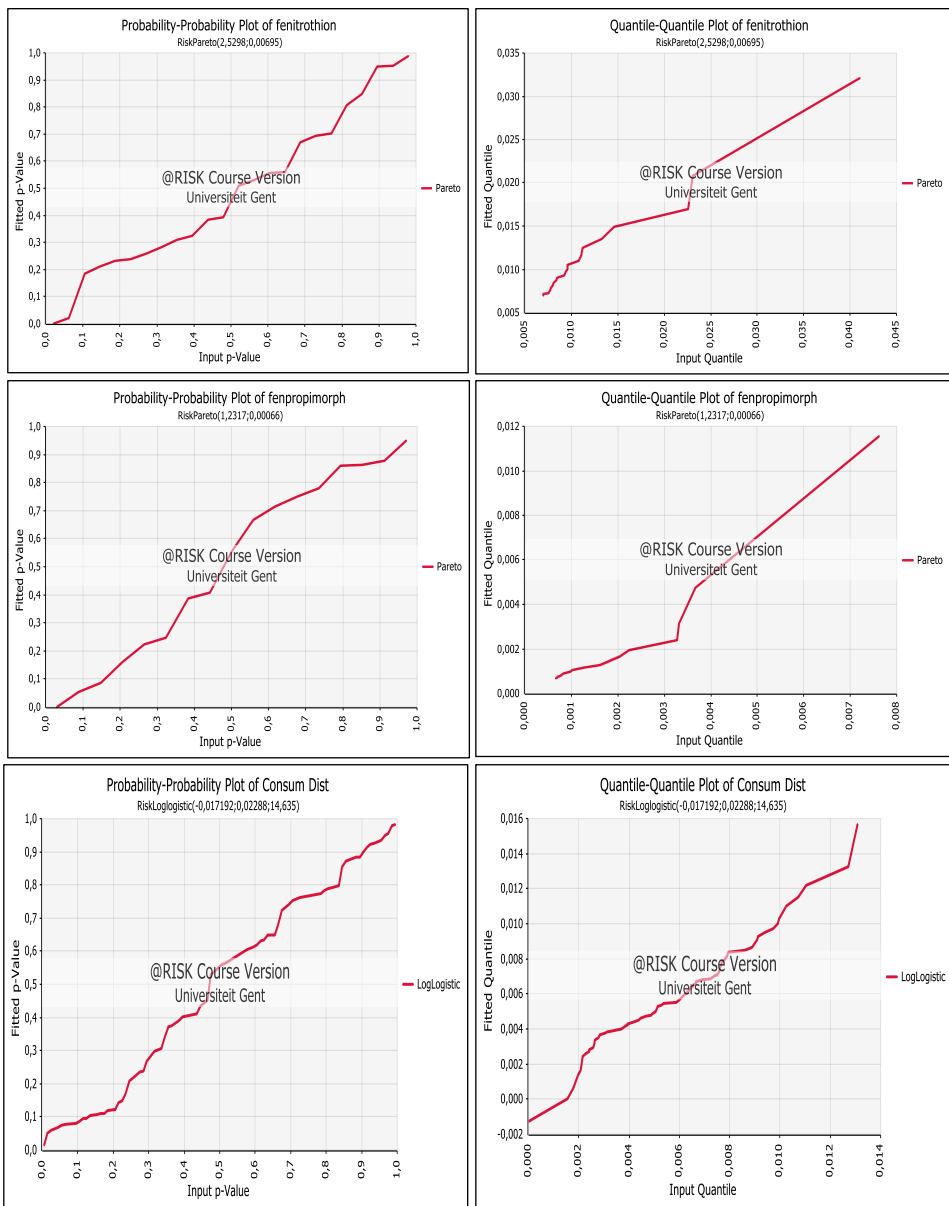 Probability-Probability Plot of fenitrothion
RiskPareto(2,5298;0,00695)
1,0
0,9
0,8
0,7
0,6
0,5
0,4
0,3
0,2
0,1
0,0
Fitted p-Value
@RISK Course Version
Universiteit Gent
Pareto
0,0
0,1
0,2
0,3
0,4
0,5
0,6
0,7
0,8
0,9
1,0
Input p-Value
Quantile-Quantile Plot of fenitrothion
RiskPareto(2,5298;0,00695)
0,035
0,030
0,025
0,020
0,015
0,010
0,005
Fitted Quantile
@RISK Course Version
Universiteit Gent
Pareto
0,005
0,010
0,015
0,020
0,025
0,030
0,035
0,040
0,045
Input Quantile
Probability-Probability Plot of fenpropimorph
RiskPareto(1,2317;0,00066)
1,0
0,9
0,8
0,7
0,6
0,5
0,4
0,3
0,2
0,1
0,0
Fitted p-Value
@RISK Course Version
Universiteit Gent
Pareto
0,0
0,1
0,2
0,3
0,4
0,5
0,6
0,7
0,8
0,9
1,0
Input p-Value
Quantile-Quantile Plot of fenpropimorph
RiskPareto(1,2317;0,00066)
0,012
0,010
0,008
0,006
0,004
0,002
0,000
Fitted Quantile
@RISK Course Version
Universiteit Gent
Pareto
0,000
0,001
0,002
0,003
0,004
0,005
0,006
0,007
0,008
Input Quantile
Probability-Probability Plot of Consum Dist
RiskLoglogistic(-0,017192;0,02288;14,635)
1,0
0,9
0,8
0,7
0,6
0,5
0,4
0,3
0,2
0,1
0,0
Fitted p-Value
@RISK Course Version
Universiteit Gent
LogLogistic
0,0
0,1
0,2
0,3
0,4
0,5
0,6
0,7
0,8
0,9
1,0
Input p-Value
Quantile-Quantile Plot of Consum Dist
RiskLoglogistic(-0,017192;0,02288;14,635)
0,016
0,014
0,012
0,010
0,008
0,006
0,004
0,002
0,000
-0,002
Fitted Quantile
@RISK Course Version
Universiteit Gent
LogLogistic
0,000
0,002
0,004
0,006
0,008
0,010
0,012
0,014
Input Quantile